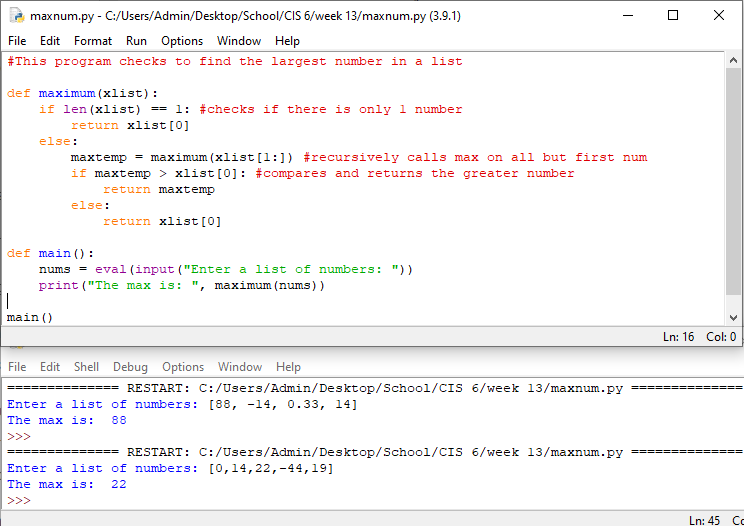 maxnum.py - C:/Users/Admin/Desktop/School/CIS 6/week 13/maxnum.py (3.9.1)
File Edit Format Run Options Window Help
#This program checks to find the largest number in a list
def maximum(xlist):
    if len(xlist) == 1: #checks if there is only 1 number
        return xlist[0]
    else:
        maxtemp = maximum(xlist[1:]) #recursively calls max on all but first num
        if maxtemp > xlist[0]: #compares and returns the greater number
            return maxtemp
        else:
            return xlist[0]
def main():
    nums = eval(input("Enter a list of numbers: "))
    print("The max is: ", maximum(nums))
main()
Ln: 16 Col: 0
File Edit Shell Debug Options Window Help
============== RESTART: C:/Users/Admin/Desktop/School/CIS 6/week 13/maxnum.py ==============
Enter a list of numbers: [88, -14, 0.33, 14]
The max is:  88
>>>
============== RESTART: C:/Users/Admin/Desktop/School/CIS 6/week 13/maxnum.py ==============
Enter a list of numbers: [0,14,22,-44,19]
The max is:  22
>>>
Ln: 45 Co